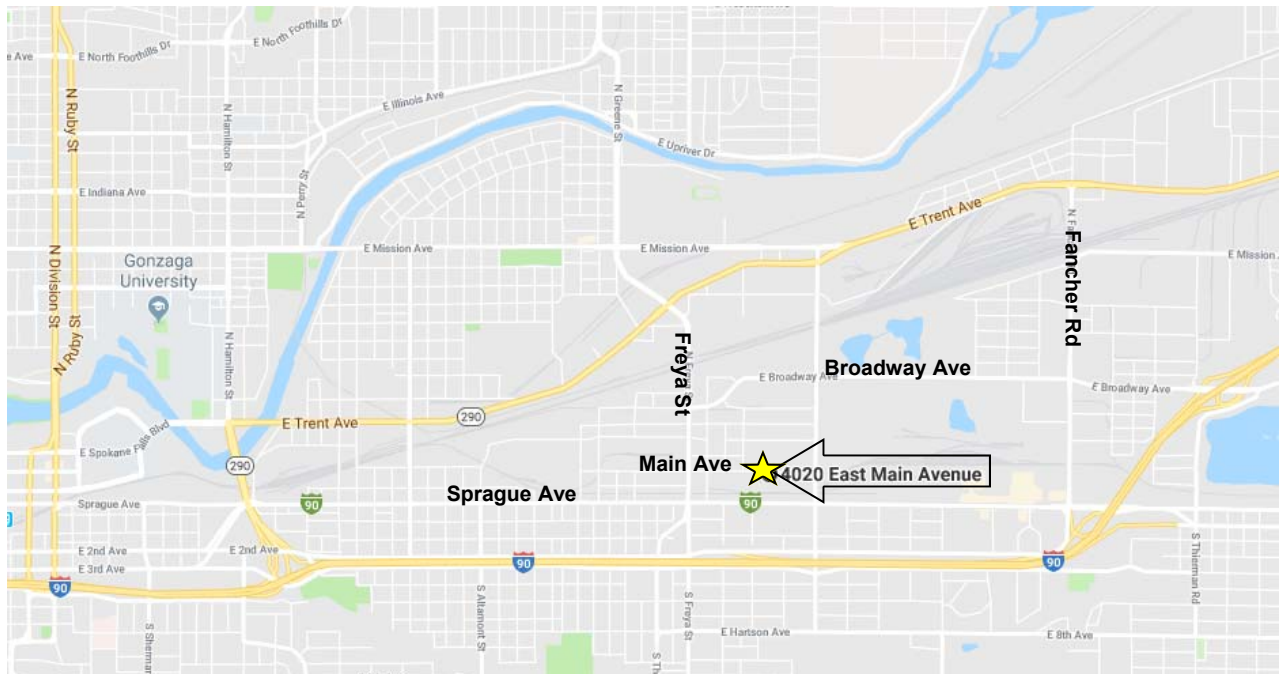 E North Foothills Dr
E North Foothills Dr
N Ruby St
N Hamilton St
E Illinois Ave
N Greene St
E Upriver Dr
E Indiana Ave
N Perry St
E Trent Ave
N Division St
E Mission Ave
E Mission Ave
E Mission
Gonzaga
University
Fancher Rd
N Ruby St
N Hamilton St
Freya St
E Broadway Ave
Broadway Ave
E Broadway Ave
290
E Trent Ave
E Spokane Falls Blvd
290
Main Ave
4020 East Main Avenue
Sprague Ave
Sprague Ave
90
90
E 2nd Ave
E 2nd Ave
E 3rd Ave
90
90
90
S Thierman Rd
S Altamont St
S Freya St
E Hartson Ave
E 8th Ave
S Sherman
S Th